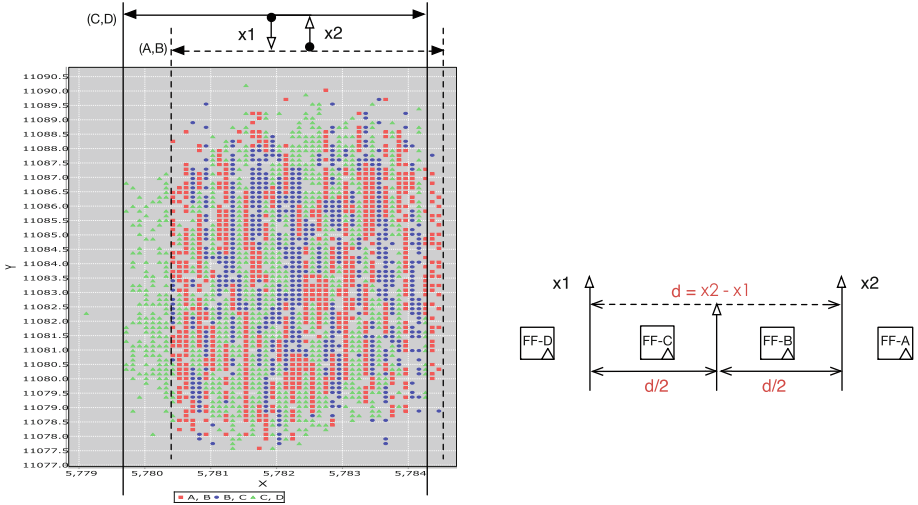 (C,D)
x1
x2
(A,B)
11090.5
11090.0
11089.5
11089.0
11088.5
11088.0
11087.5
11087.0
11086.5
11086.0
11085.5
11085.0
11084.5
11084.0
11083.5
11083.0
11082.5
11082.0
11081.5
11081.0
11080.5
11080.0
11079.5
11079.0
11078.5
11078.0
11077.5
11077.0
Y
5,779 5,780 5,781 5,782 5,783 5,784
X
A, B B, C C, D
x1 x2
d = x2 - x1
FF-D FF-C FF-B FF-A
d/2 d/2